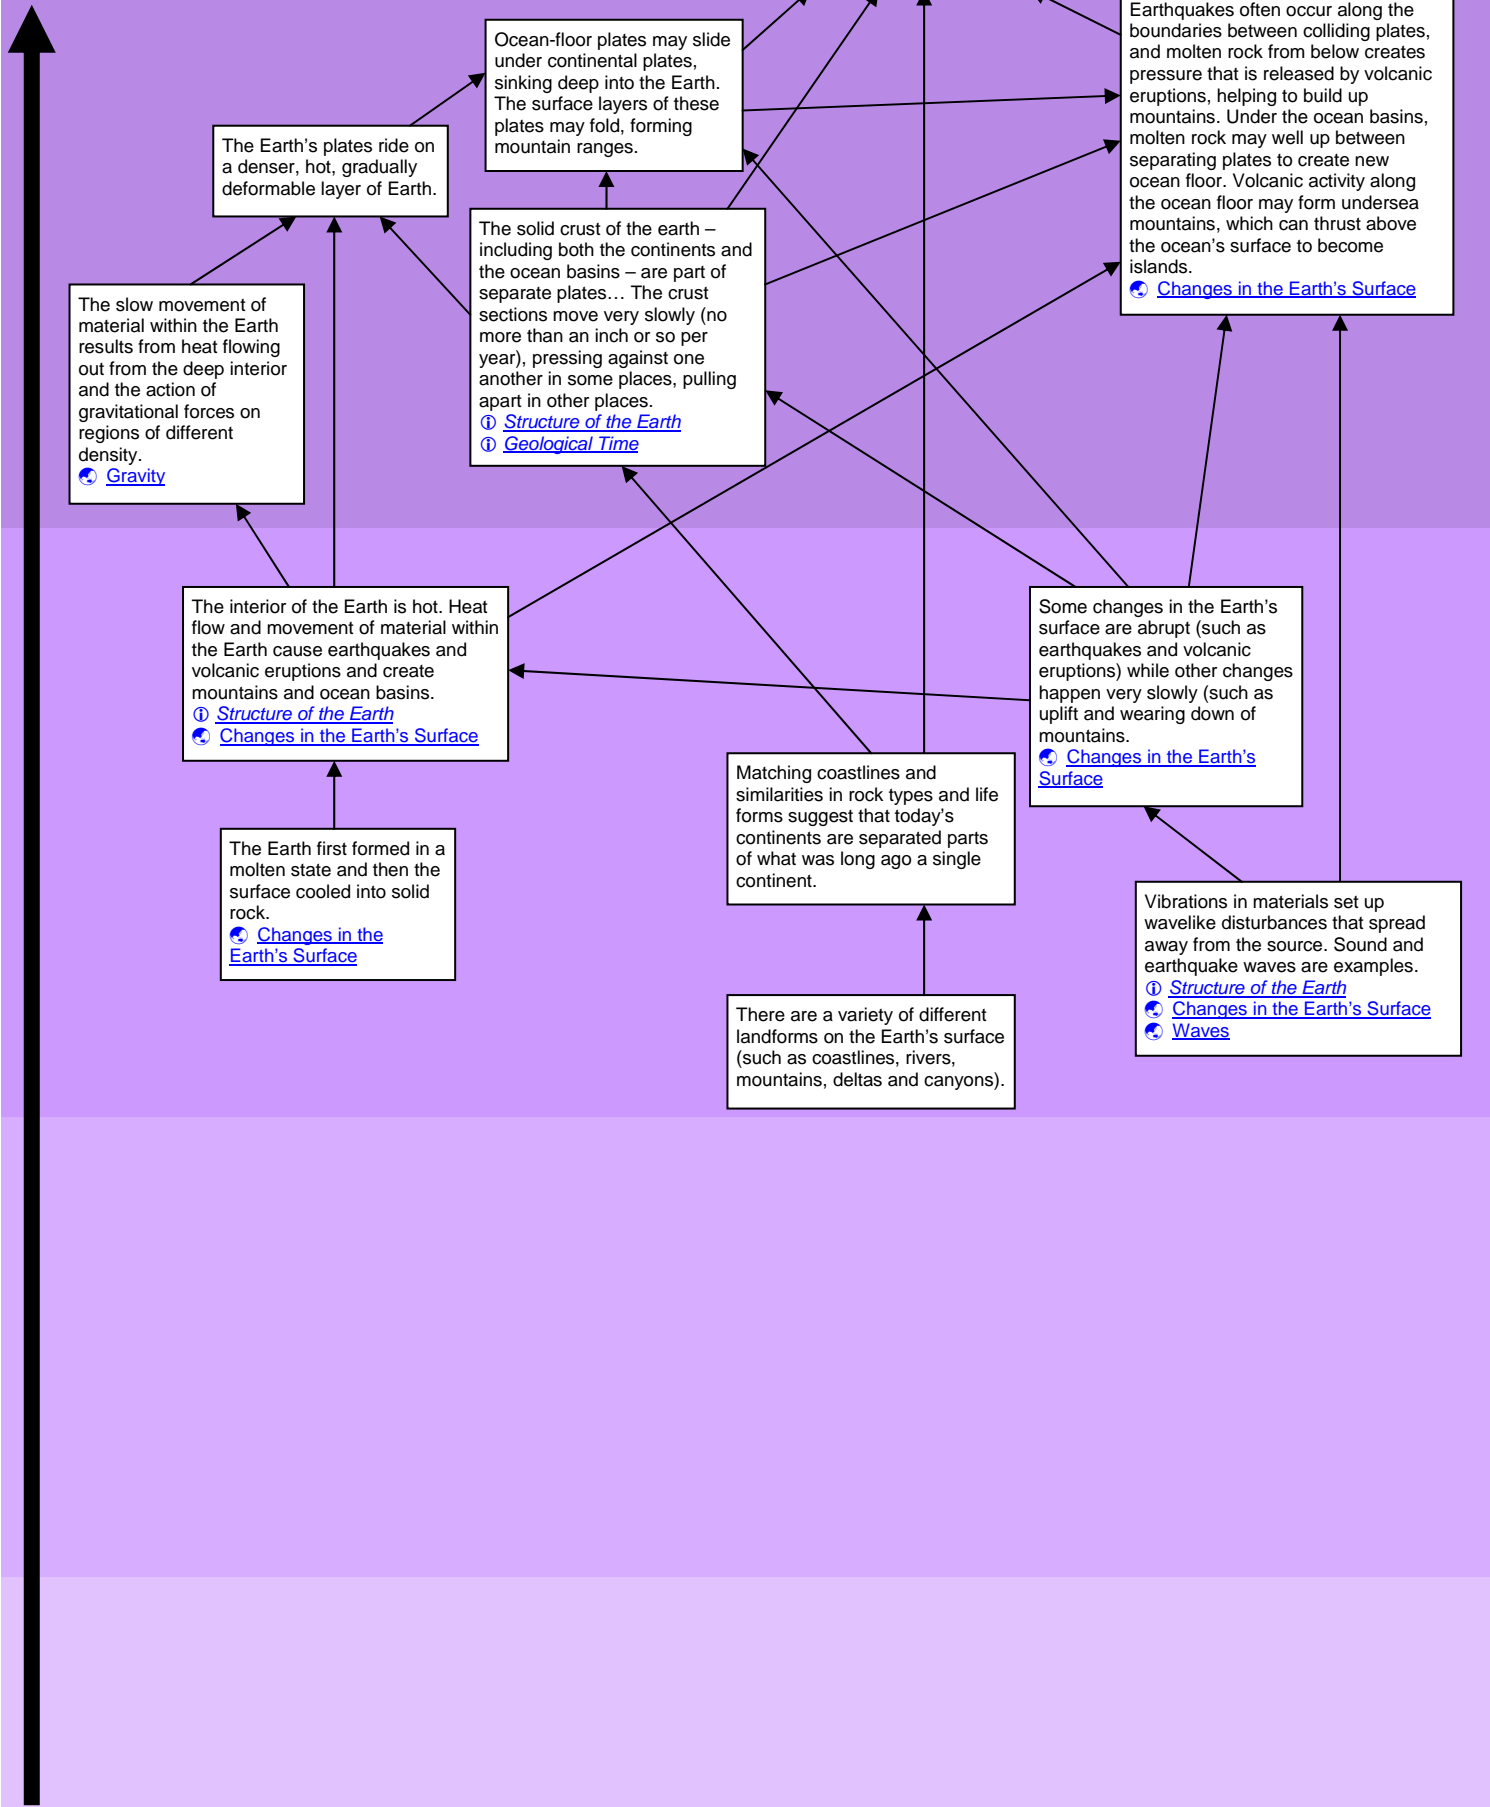 Earthquakes often occur along the
boundaries between colliding plates,
and molten rock from below creates
pressure that is released by volcanic
eruptions, helping to build up
mountains. Under the ocean basins,
molten rock may well up between
separating plates to create new
ocean floor. Volcanic activity along
the ocean floor may form undersea
mountains, which can thrust above
the ocean's surface to become
islands.
Changes in the Earth's Surface
Ocean-floor plates may slide
under continental plates,
sinking deep into the Earth.
The surface layers of these
plates may fold, forming
mountain ranges.
The Earth's plates ride on
a denser, hot, gradually
deformable layer of Earth.
The solid crust of the earth –
including both the continents and
the ocean basins – are part of
separate plates… The crust
sections move very slowly (no
more than an inch or so per
year), pressing against one
another in some places, pulling
apart in other places.
Structure of the Earth
Geological Time
The slow movement of
material within the Earth
results from heat flowing
out from the deep interior
and the action of
gravitational forces on
regions of different
density.
Gravity
The interior of the Earth is hot. Heat
flow and movement of material within
the Earth cause earthquakes and
volcanic eruptions and create
mountains and ocean basins.
Structure of the Earth
Changes in the Earth's Surface
Some changes in the Earth's
surface are abrupt (such as
earthquakes and volcanic
eruptions) while other changes
happen very slowly (such as
uplift and wearing down of
mountains.
Changes in the Earth's
Surface
Matching coastlines and
similarities in rock types and life
forms suggest that today's
continents are separated parts
of what was long ago a single
continent.
The Earth first formed in a
molten state and then the
surface cooled into solid
rock.
Changes in the
Earth's Surface
Vibrations in materials set up
wavelike disturbances that spread
away from the source. Sound and
earthquake waves are examples.
Structure of the Earth
Changes in the Earth's Surface
Waves
There are a variety of different
landforms on the Earth's surface
(such as coastlines, rivers,
mountains, deltas and canyons).